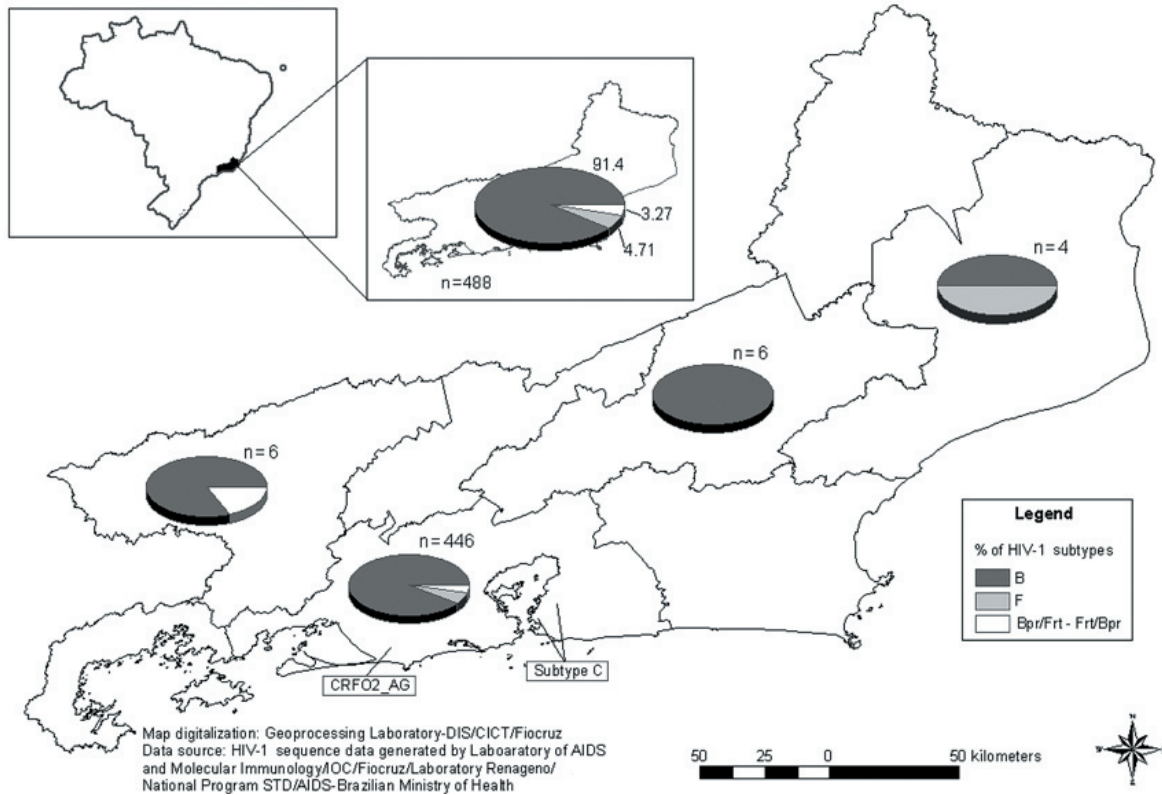 91.4
3.27
4.71
n=488
n=4
n=6
n=6
n=446
Legend
% of HIV-1 subtypes
B
F
Bpr/Frt - Frt/Bpr
Subtype C
CRFO2_AG
Map digitalization: Geoprocessing Laboratory-DIS/CICT/Fiocruz
Data source: HIV-1 sequence data generated by Laboaratory of AIDS
and Molecular Immunology/IOC/Fiocruz/Laboratory Renageno/
National Program STD/AIDS-Brazilian Ministry of Health
50 25 0 50 kilometers
N
W
E
S